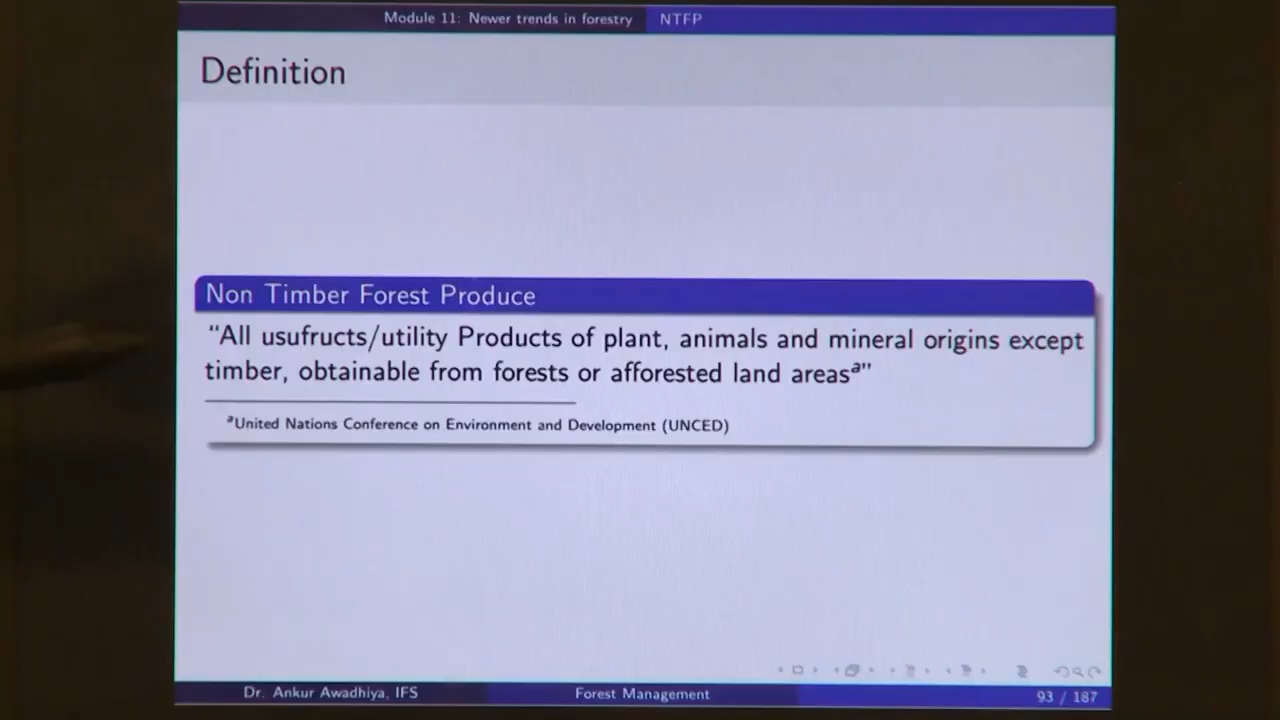 Module 11: Newer trends in forestry NTFP
Definition
Non Timber Forest Produce
“All usufructs/utility Products of plant, animals and mineral origins except
timber, obtainable from forests or afforested land areasᵃ”
ᵃUnited Nations Conference on Environment and Development (UNCED)
Dr. Ankur Awadhiya, IFS Forest Management 93 / 187